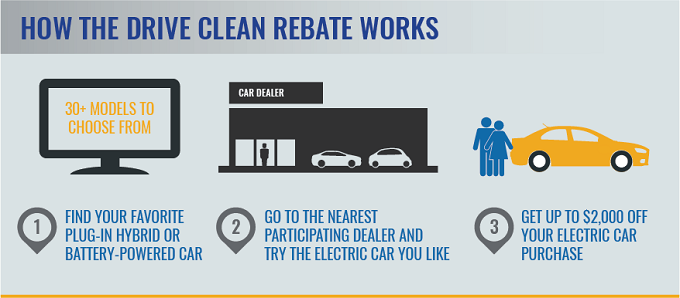 HOW THE DRIVE CLEAN REBATE WORKS
30+ MODELS TO
CHOOSE FROM
CAR DEALER
1
FIND YOUR FAVORITE
PLUG-IN HYBRID OR
BATTERY-POWERED CAR
2
GO TO THE NEAREST
PARTICIPATING DEALER AND
TRY THE ELECTRIC CAR YOU LIKE
3
GET UP TO $2,000 OFF
YOUR ELECTRIC CAR
PURCHASE